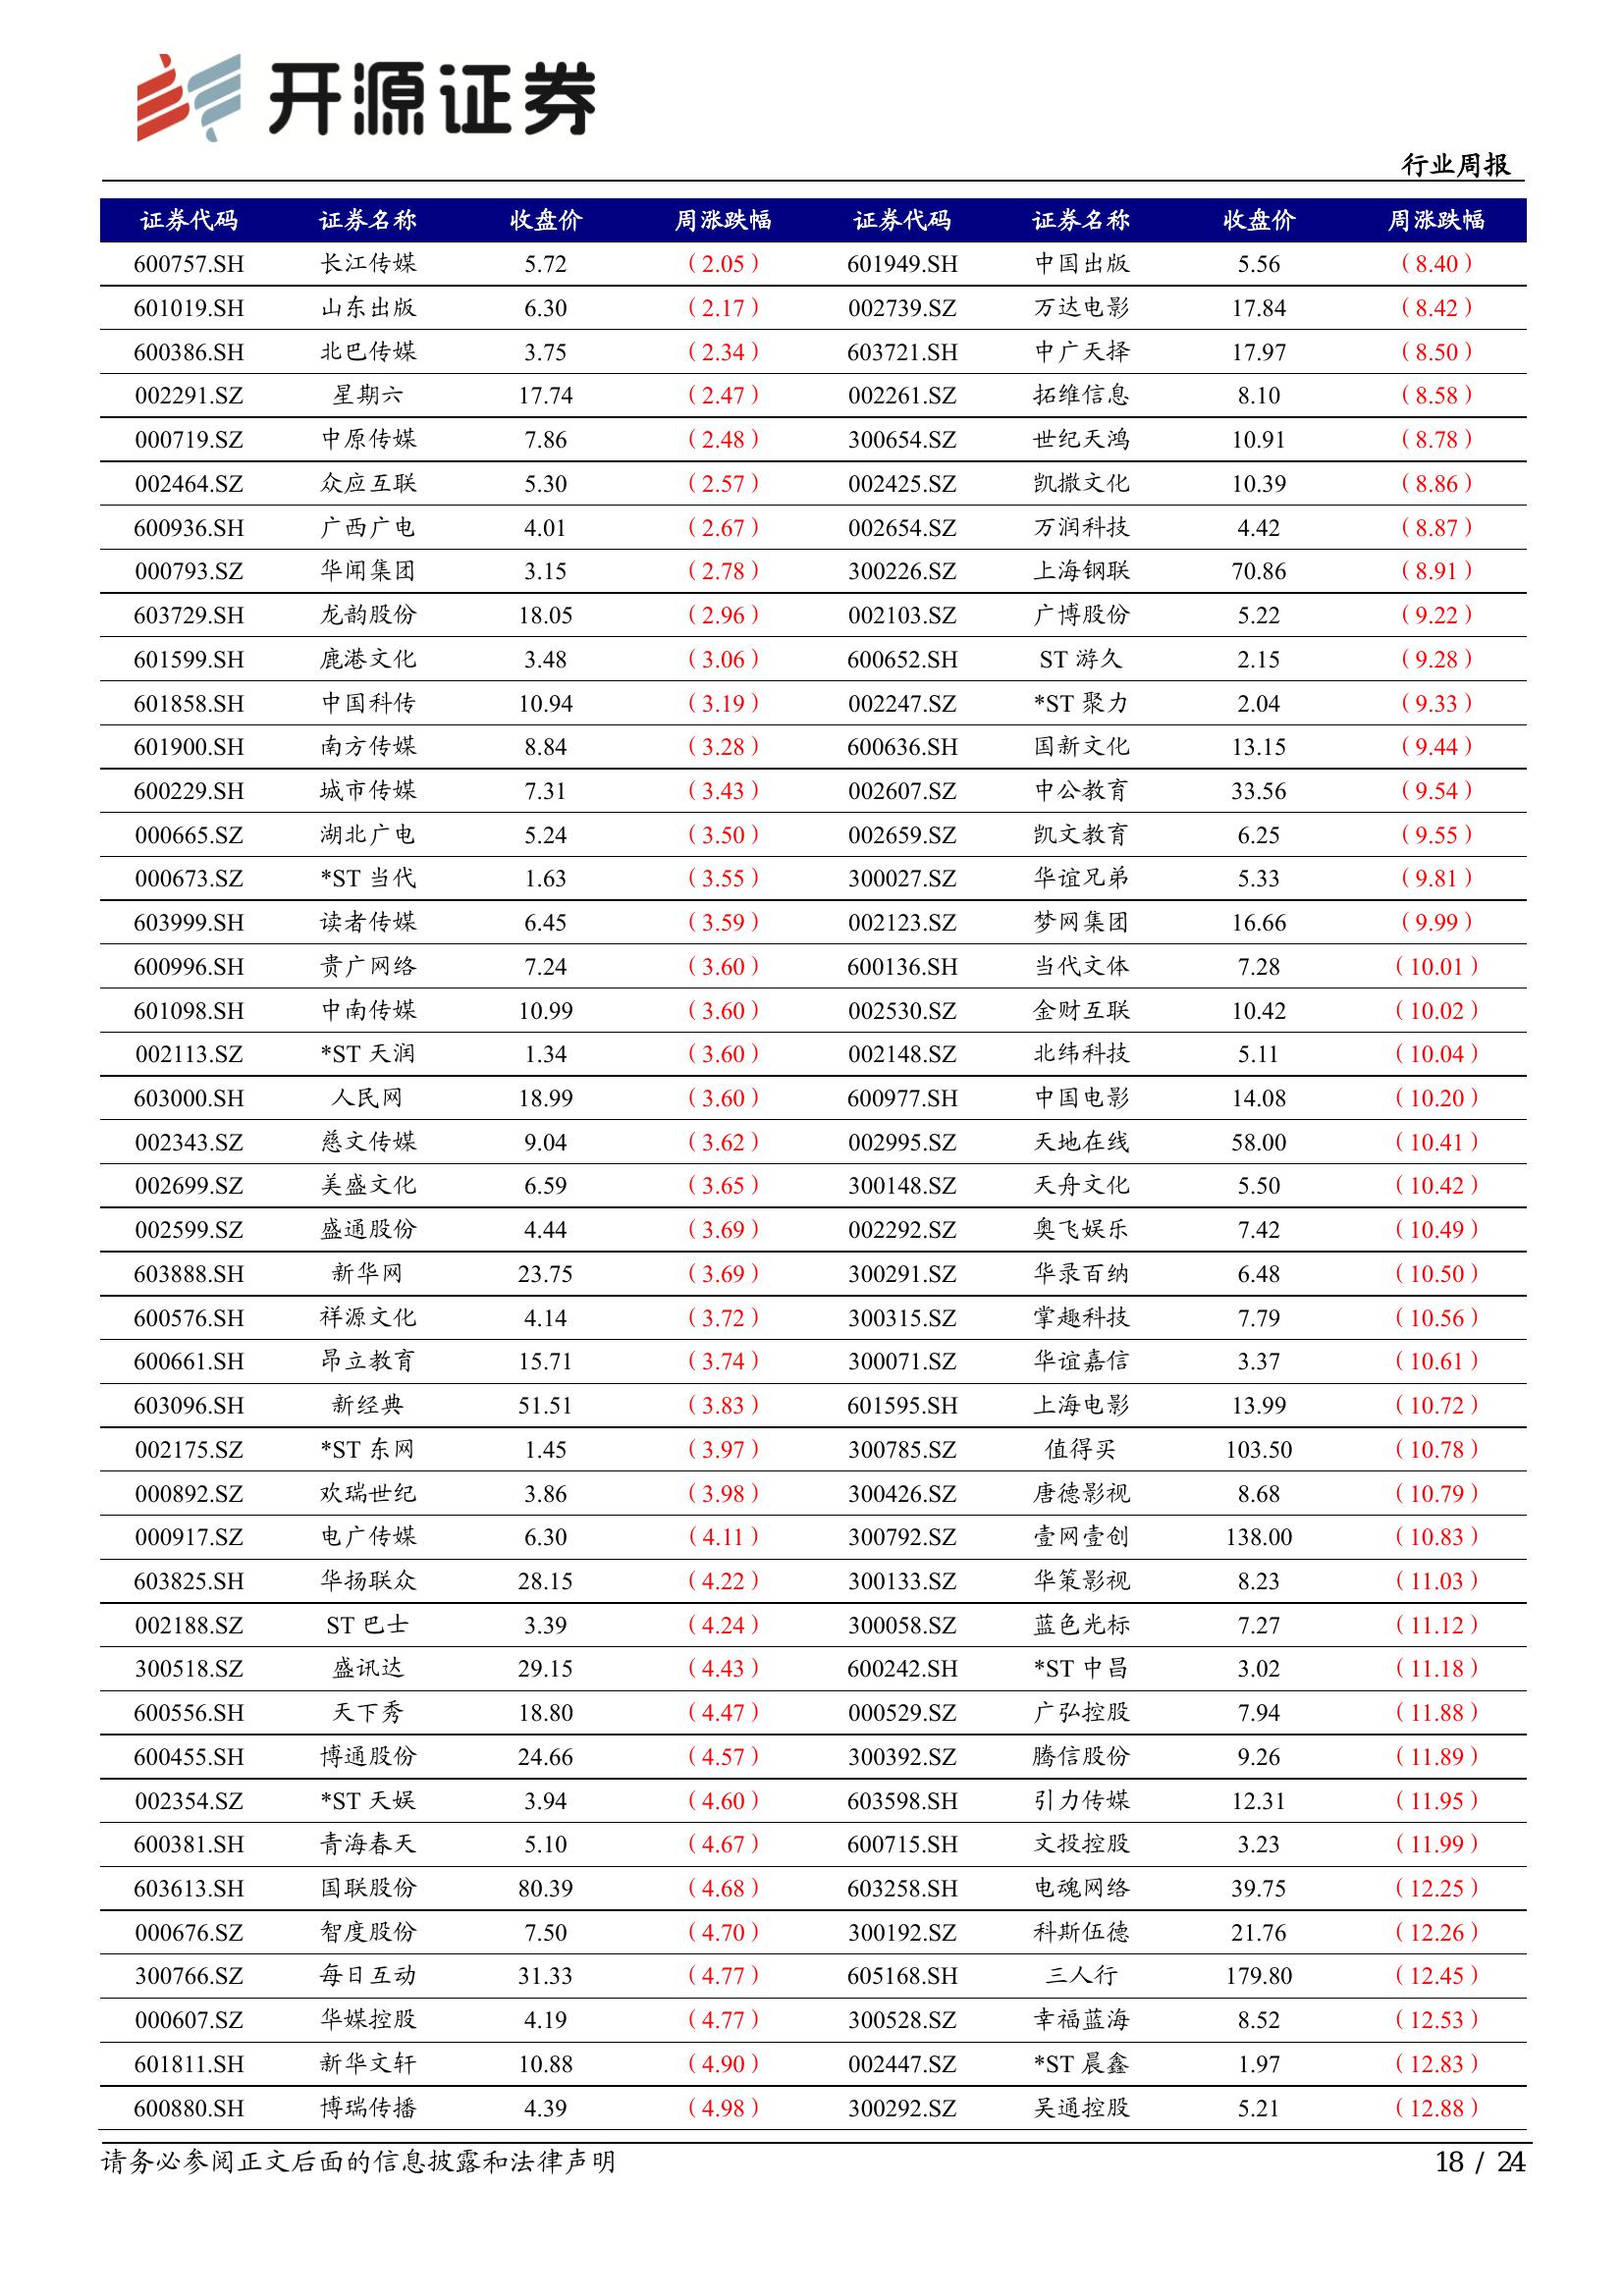 开源证券
行业周报
证券代码 证券名称 收盘价 周涨跌幅 证券代码 证券名称 收盘价 周涨跌幅
600757.SH 长江传媒 5.72 （2.05） 601949.SH 中国出版 5.56 （8.40）
601019.SH 山东出版 6.30 （2.17） 002739.SZ 万达电影 17.84 （8.42）
600386.SH 北巴传媒 3.75 （2.34） 603721.SH 中广天择 17.97 （8.50）
002291.SZ 星期六 17.74 （2.47） 002261.SZ 拓维信息 8.10 （8.58）
000719.SZ 中原传媒 7.86 （2.48） 300654.SZ 世纪天鸿 10.91 （8.78）
002464.SZ 众应互联 5.30 （2.57） 002425.SZ 凯撒文化 10.39 （8.86）
600936.SH 广西广电 4.01 （2.67） 002654.SZ 万润科技 4.42 （8.87）
000793.SZ 华闻集团 3.15 （2.78） 300226.SZ 上海钢联 70.86 （8.91）
603729.SH 龙韵股份 18.05 （2.96） 002103.SZ 广博股份 5.22 （9.22）
601599.SH 鹿港文化 3.48 （3.06） 600652.SH ST 游久 2.15 （9.28）
601858.SH 中国科传 10.94 （3.19） 002247.SZ *ST 聚力 2.04 （9.33）
601900.SH 南方传媒 8.84 （3.28） 600636.SH 国新文化 13.15 （9.44）
600229.SH 城市传媒 7.31 （3.43） 002607.SZ 中公教育 33.56 （9.54）
000665.SZ 湖北广电 5.24 （3.50） 002659.SZ 凯文教育 6.25 （9.55）
000673.SZ *ST 当代 1.63 （3.55） 300027.SZ 华谊兄弟 5.33 （9.81）
603999.SH 读者传媒 6.45 （3.59） 002123.SZ 梦网集团 16.66 （9.99）
600996.SH 贵广网络 7.24 （3.60） 600136.SH 当代文体 7.28 （10.01）
601098.SH 中南传媒 10.99 （3.60） 002530.SZ 金财互联 10.42 （10.02）
002113.SZ *ST 天润 1.34 （3.60） 002148.SZ 北纬科技 5.11 （10.04）
603000.SH 人民网 18.99 （3.60） 600977.SH 中国电影 14.08 （10.20）
002343.SZ 慈文传媒 9.04 （3.62） 002995.SZ 天地在线 58.00 （10.41）
002699.SZ 美盛文化 6.59 （3.65） 300148.SZ 天舟文化 5.50 （10.42）
002599.SZ 盛通股份 4.44 （3.69） 002292.SZ 奥飞娱乐 7.42 （10.49）
603888.SH 新华网 23.75 （3.69） 300291.SZ 华录百纳 6.48 （10.50）
600576.SH 祥源文化 4.14 （3.72） 300315.SZ 掌趣科技 7.79 （10.56）
600661.SH 昂立教育 15.71 （3.74） 300071.SZ 华谊嘉信 3.37 （10.61）
603096.SH 新经典 51.51 （3.83） 601595.SH 上海电影 13.99 （10.72）
002175.SZ *ST 东网 1.45 （3.97） 300785.SZ 值得买 103.50 （10.78）
000892.SZ 欢瑞世纪 3.86 （3.98） 300426.SZ 唐德影视 8.68 （10.79）
000917.SZ 电广传媒 6.30 （4.11） 300792.SZ 壹网壹创 138.00 （10.83）
603825.SH 华扬联众 28.15 （4.22） 300133.SZ 华策影视 8.23 （11.03）
002188.SZ ST 巴士 3.39 （4.24） 300058.SZ 蓝色光标 7.27 （11.12）
300518.SZ 盛讯达 29.15 （4.43） 600242.SH *ST 中昌 3.02 （11.18）
600556.SH 天下秀 18.80 （4.47） 000529.SZ 广弘控股 7.94 （11.88）
600455.SH 博通股份 24.66 （4.57） 300392.SZ 腾信股份 9.26 （11.89）
002354.SZ *ST 天娱 3.94 （4.60） 603598.SH 引力传媒 12.31 （11.95）
600381.SH 青海春天 5.10 （4.67） 600715.SH 文投控股 3.23 （11.99）
603613.SH 国联股份 80.39 （4.68） 603258.SH 电魂网络 39.75 （12.25）
000676.SZ 智度股份 7.50 （4.70） 300192.SZ 科斯伍德 21.76 （12.26）
300766.SZ 每日互动 31.33 （4.77） 605168.SH 三人行 179.80 （12.45）
000607.SZ 华媒控股 4.19 （4.77） 300528.SZ 幸福蓝海 8.52 （12.53）
601811.SH 新华文轩 10.88 （4.90） 002447.SZ *ST 晨鑫 1.97 （12.83）
600880.SH 博瑞传播 4.39 （4.98） 300292.SZ 吴通控股 5.21 （12.88）
请务必参阅正文后面的信息披露和法律声明 18 / 24